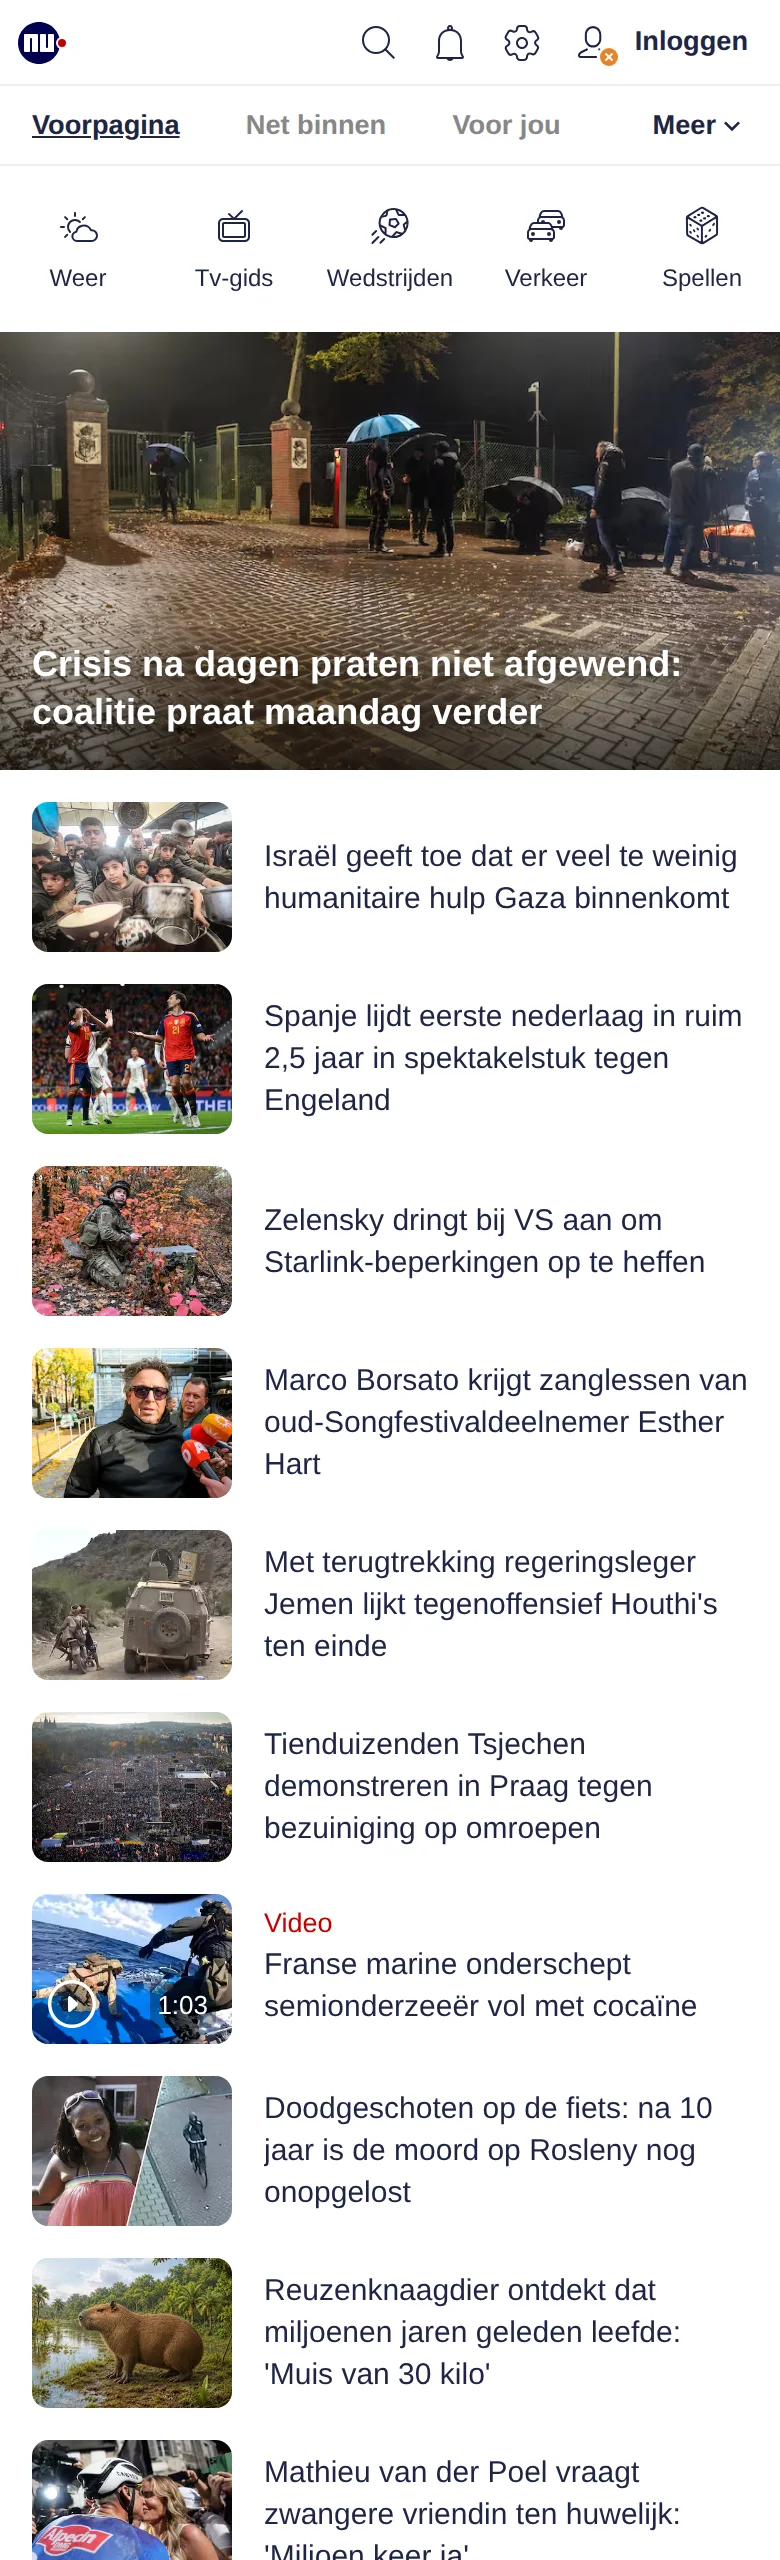 nu
Inloggen
Voorpagina Net binnen Voor jou Meer
Weer Tv-gids Wedstrijden Verkeer Spellen
Crisis na dagen praten niet afgewend:
coalitie praat maandag verder
Israël geeft toe dat er veel te weinig
humanitaire hulp Gaza binnenkomt
Spanje lijdt eerste nederlaag in ruim
2,5 jaar in spektakelstuk tegen
Engeland
Zelensky dringt bij VS aan om
Starlink-beperkingen op te heffen
Marco Borsato krijgt zanglessen van
oud-Songfestivaldeelnemer Esther
Hart
Met terugtrekking regeringsleger
Jemen lijkt tegenoffensief Houthi's
ten einde
Tienduizenden Tsjechen
demonstreren in Praag tegen
bezuiniging op omroepen
Video
Franse marine onderschept
semionderzeeër vol met cocaïne
1:03
Doodgeschoten op de fiets: na 10
jaar is de moord op Rosleny nog
onopgelost
Reuzenknaagdier ontdekt dat
miljoenen jaren geleden leefde:
'Muis van 30 kilo'
Mathieu van der Poel vraagt
zwangere vriendin ten huwelijk:
'Miljoen keer ja'
Alpecin